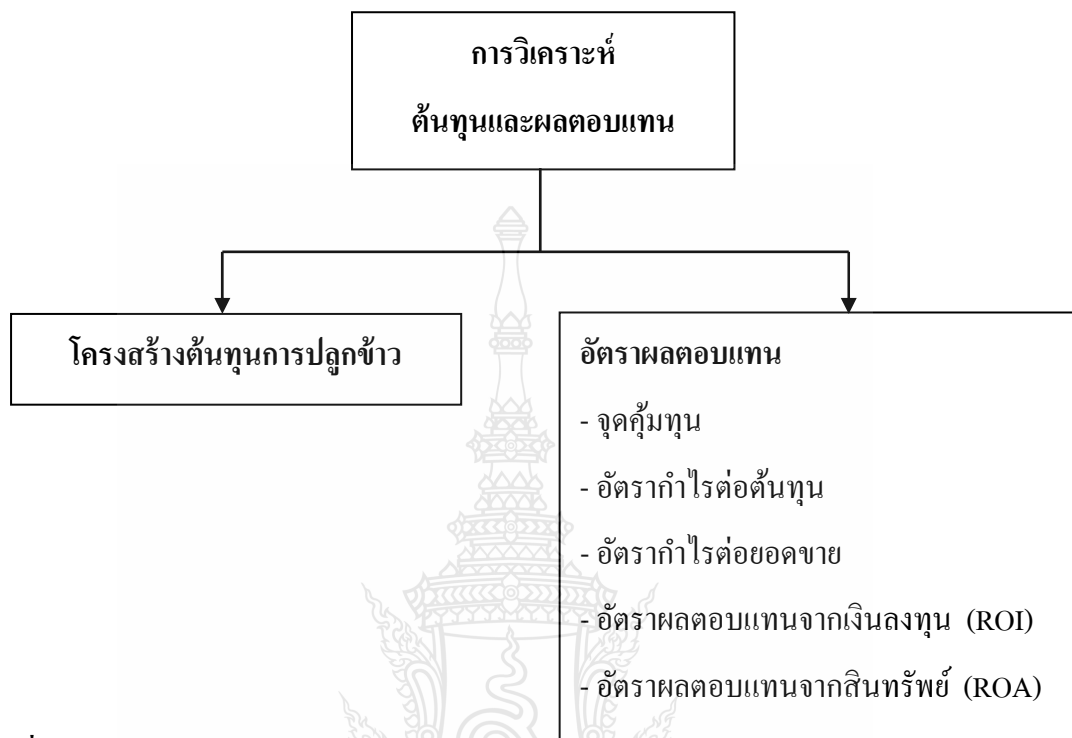 การวิเคราะห์
ต้นทุนและผลตอบแทน
โครงสร้างต้นทุนการปลูกข้าว
อัตราผลตอบแทน
- จุดคุ้มทุน
- อัตรากำไรต่อต้นทุน
- อัตรากำไรต่อยอดขาย
- อัตราผลตอบแทนจากเงินลงทุน (ROI)
- อัตราผลตอบแทนจากสินทรัพย์ (ROA)